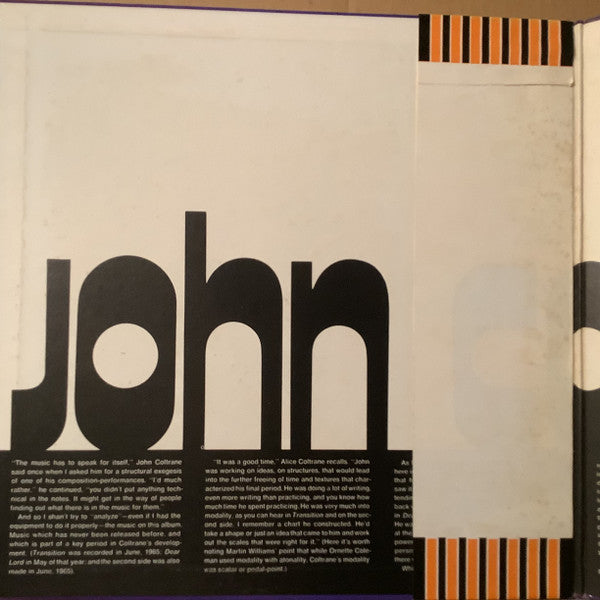 John
"The music has to speak for itself," John Coltrane
said once when I asked him for a structural exegesis
of one of his composition-performances. "I'd much
rather," he continued, "you didn't put anything tech-
nical in the notes. It might get in the way of people
finding out what there is in the music for them."
And so I shan't try to "analyze"—even if I had the
equipment to do it properly—the music on this album.
Music which has never been released before, and
which is part of a key period in Coltrane's develop-
ment. (Transition was recorded in June, 1965. Dear
Lord in May of that year; and the second side was also
made in June, 1965).
"It was a good time," Alice Coltrane recalls. "John
was working on ideas, on structures, that would lead
into the further freeing of time and textures that char-
acterized his final period. He was doing a lot of writing,
even more writing than practicing, and you know how
much time he spent practicing. He was very much into
modality, as you can hear in Transition and on the sec-
ond side. I remember a chart he constructed. He'd
take a shape or just an idea that came to him and work
out the scales that were right for it." (Here it's worth
noting Martin Williams' point that while Ornette Cole-
man used modality with atonality, Coltrane's modality
was scalar or pedal-point.)